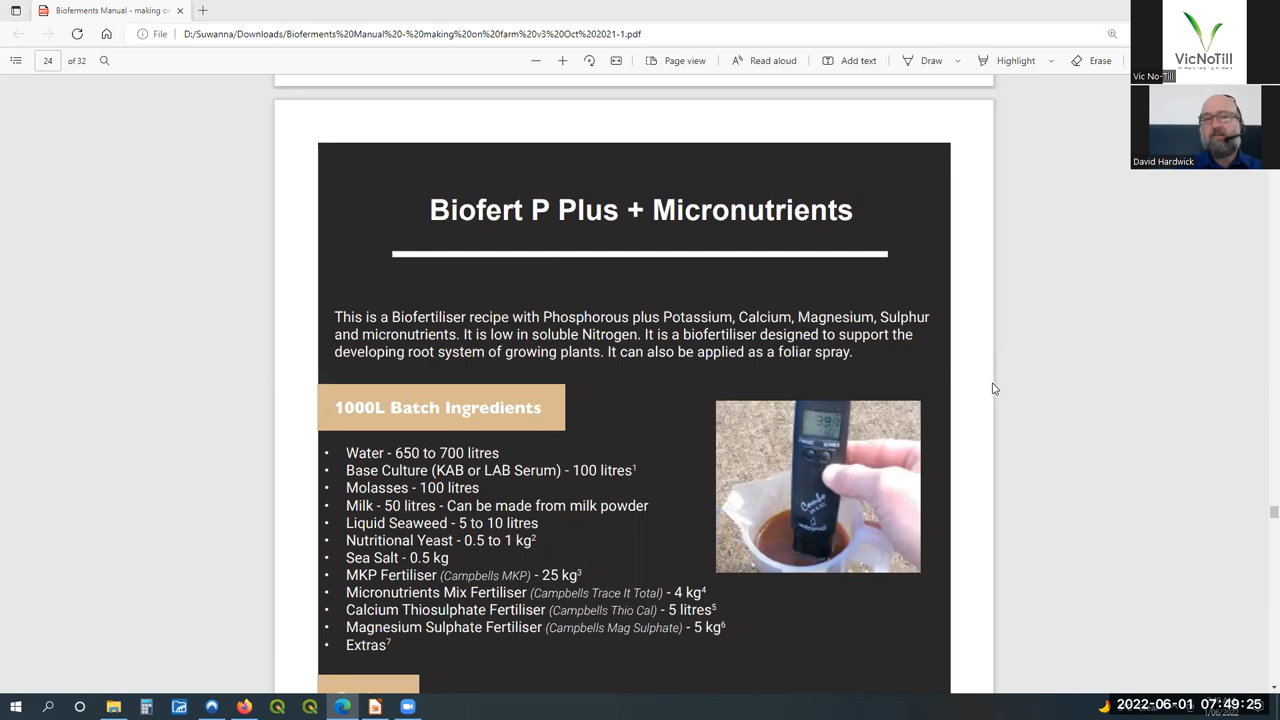 Bioferments Manual - making or
File
D:/Suwanna/Downloads/Bioferments%20Manual%20-%20making%20on%20farm%20v3%20Oct%202021-1.pdf
24 of 32
Page view
Read aloud
Add text
Draw
Highlight
Erase
VicNoTill
Vic No-Till
David Hardwick
Biofert P Plus + Micronutrients
This is a Biofertiliser recipe with Phosphorous plus Potassium, Calcium, Magnesium, Sulphur
and micronutrients. It is low in soluble Nitrogen. It is a biofertiliser designed to support the
developing root system of growing plants. It can also be applied as a foliar spray.
1000L Batch Ingredients
• Water - 650 to 700 litres
• Base Culture (KAB or LAB Serum) - 100 litres¹
• Molasses - 100 litres
• Milk - 50 litres - Can be made from milk powder
• Liquid Seaweed - 5 to 10 litres
• Nutritional Yeast - 0.5 to 1 kg²
• Sea Salt - 0.5 kg
• MKP Fertiliser (Campbells MKP) - 25 kg³
• Micronutrients Mix Fertiliser (Campbells Trace It Total) - 4 kg⁴
• Calcium Thiosulphate Fertiliser (Campbells Thio Cal) - 5 litres⁵
• Magnesium Sulphate Fertiliser (Campbells Mag Sulphate) - 5 kg⁶
• Extras⁷
Combo
2022-06-01 07:49:25